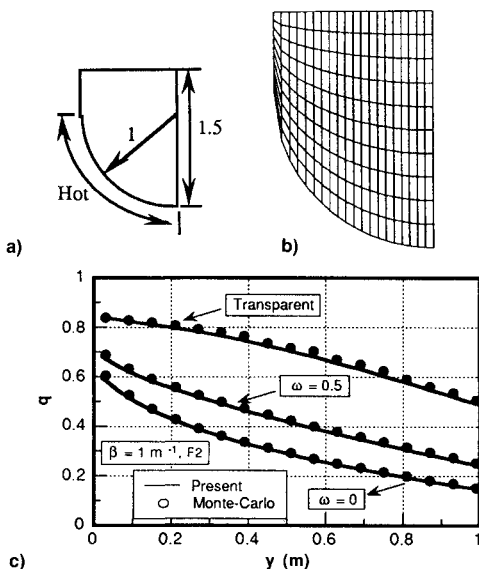 a)
1
1.5
Hot
b)
c)
q
1
0.8
0.6
0.4
0.2
0
Transparent
ω = 0.5
β = 1 m⁻¹, F2
Present
Monte-Carlo
ω = 0
0
0.2
0.4
0.6
0.8
1
y (m)